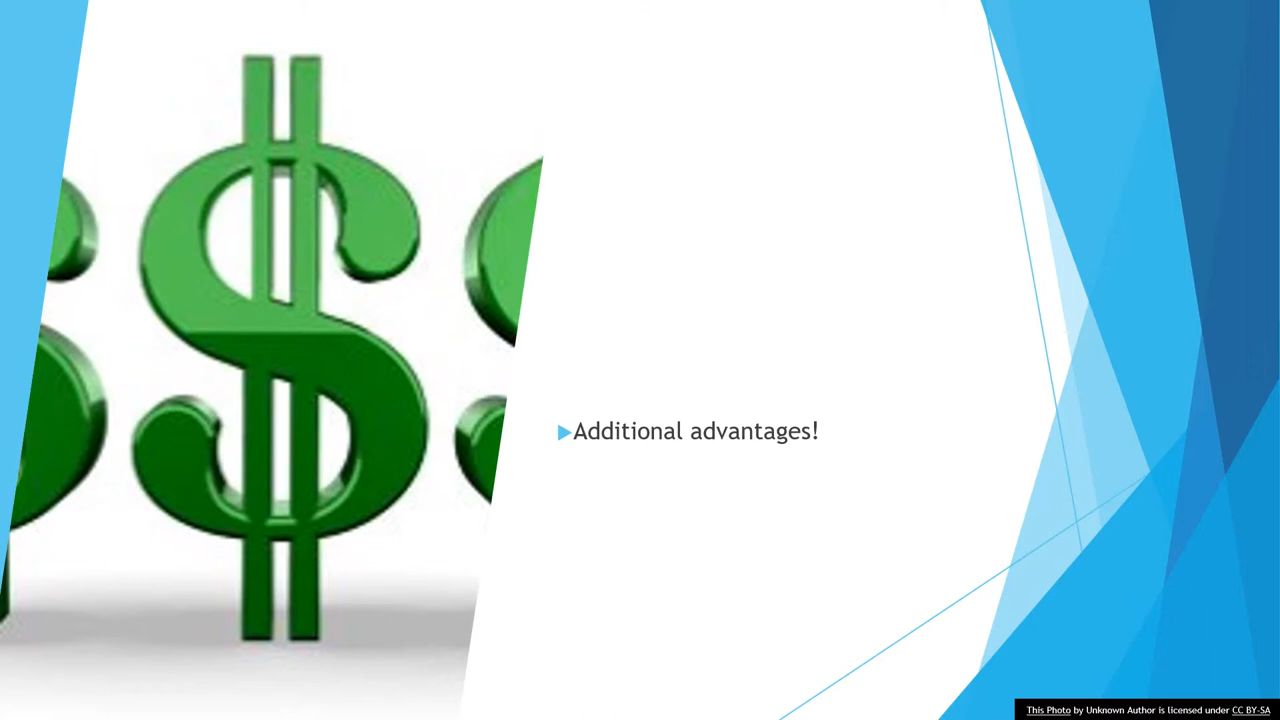 Additional advantages!
This Photo by Unknown Author is licensed under CC BY-SA